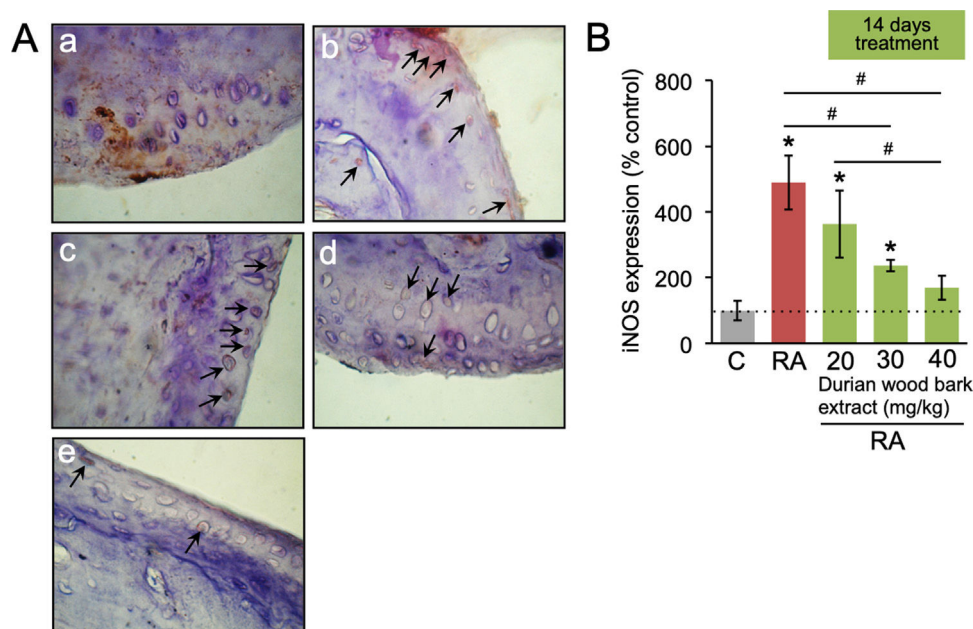 A
a
b
c
d
e
B
14 days
treatment
iNOS expression (% control)
800
600
400
200
0
#
#
#
*
*
*
C
RA
20
30
40
Durian wood bark
extract (mg/kg)
RA